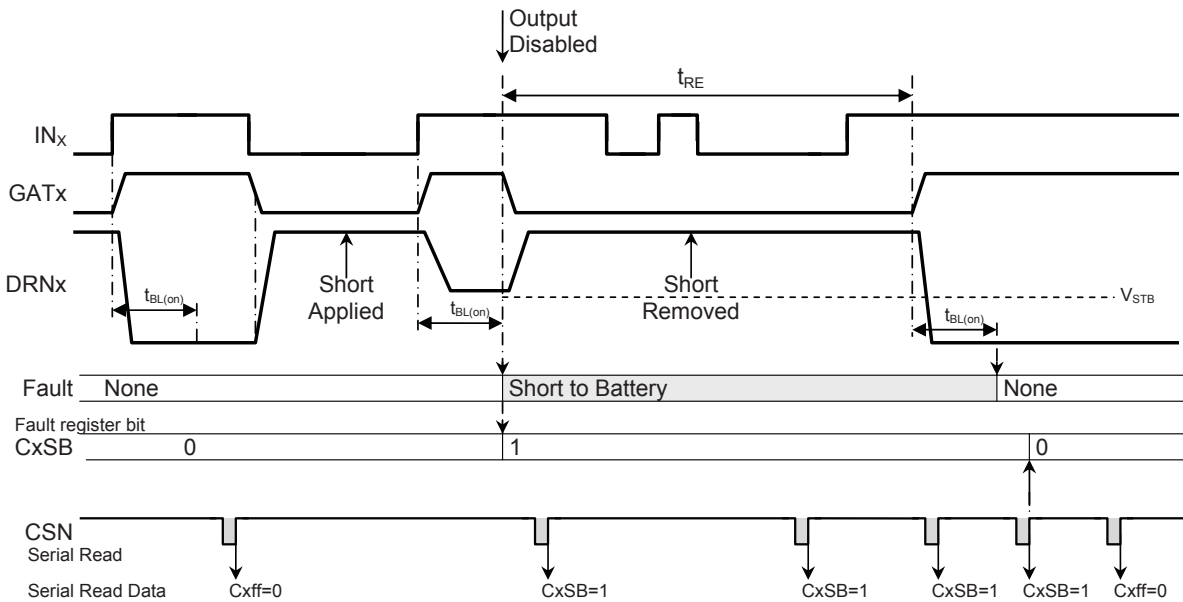 Output
Disabled
tRE
INX
GATx
DRNx
Short
Applied
Short
Removed
VSTB
tBL(on)
tBL(on)
tBL(on)
Fault
None
Short to Battery
None
Fault register bit
CxSB
0
1
0
CSN
Serial Read
Serial Read Data
Cxff=0
CxSB=1
CxSB=1
CxSB=1
CxSB=1
Cxff=0